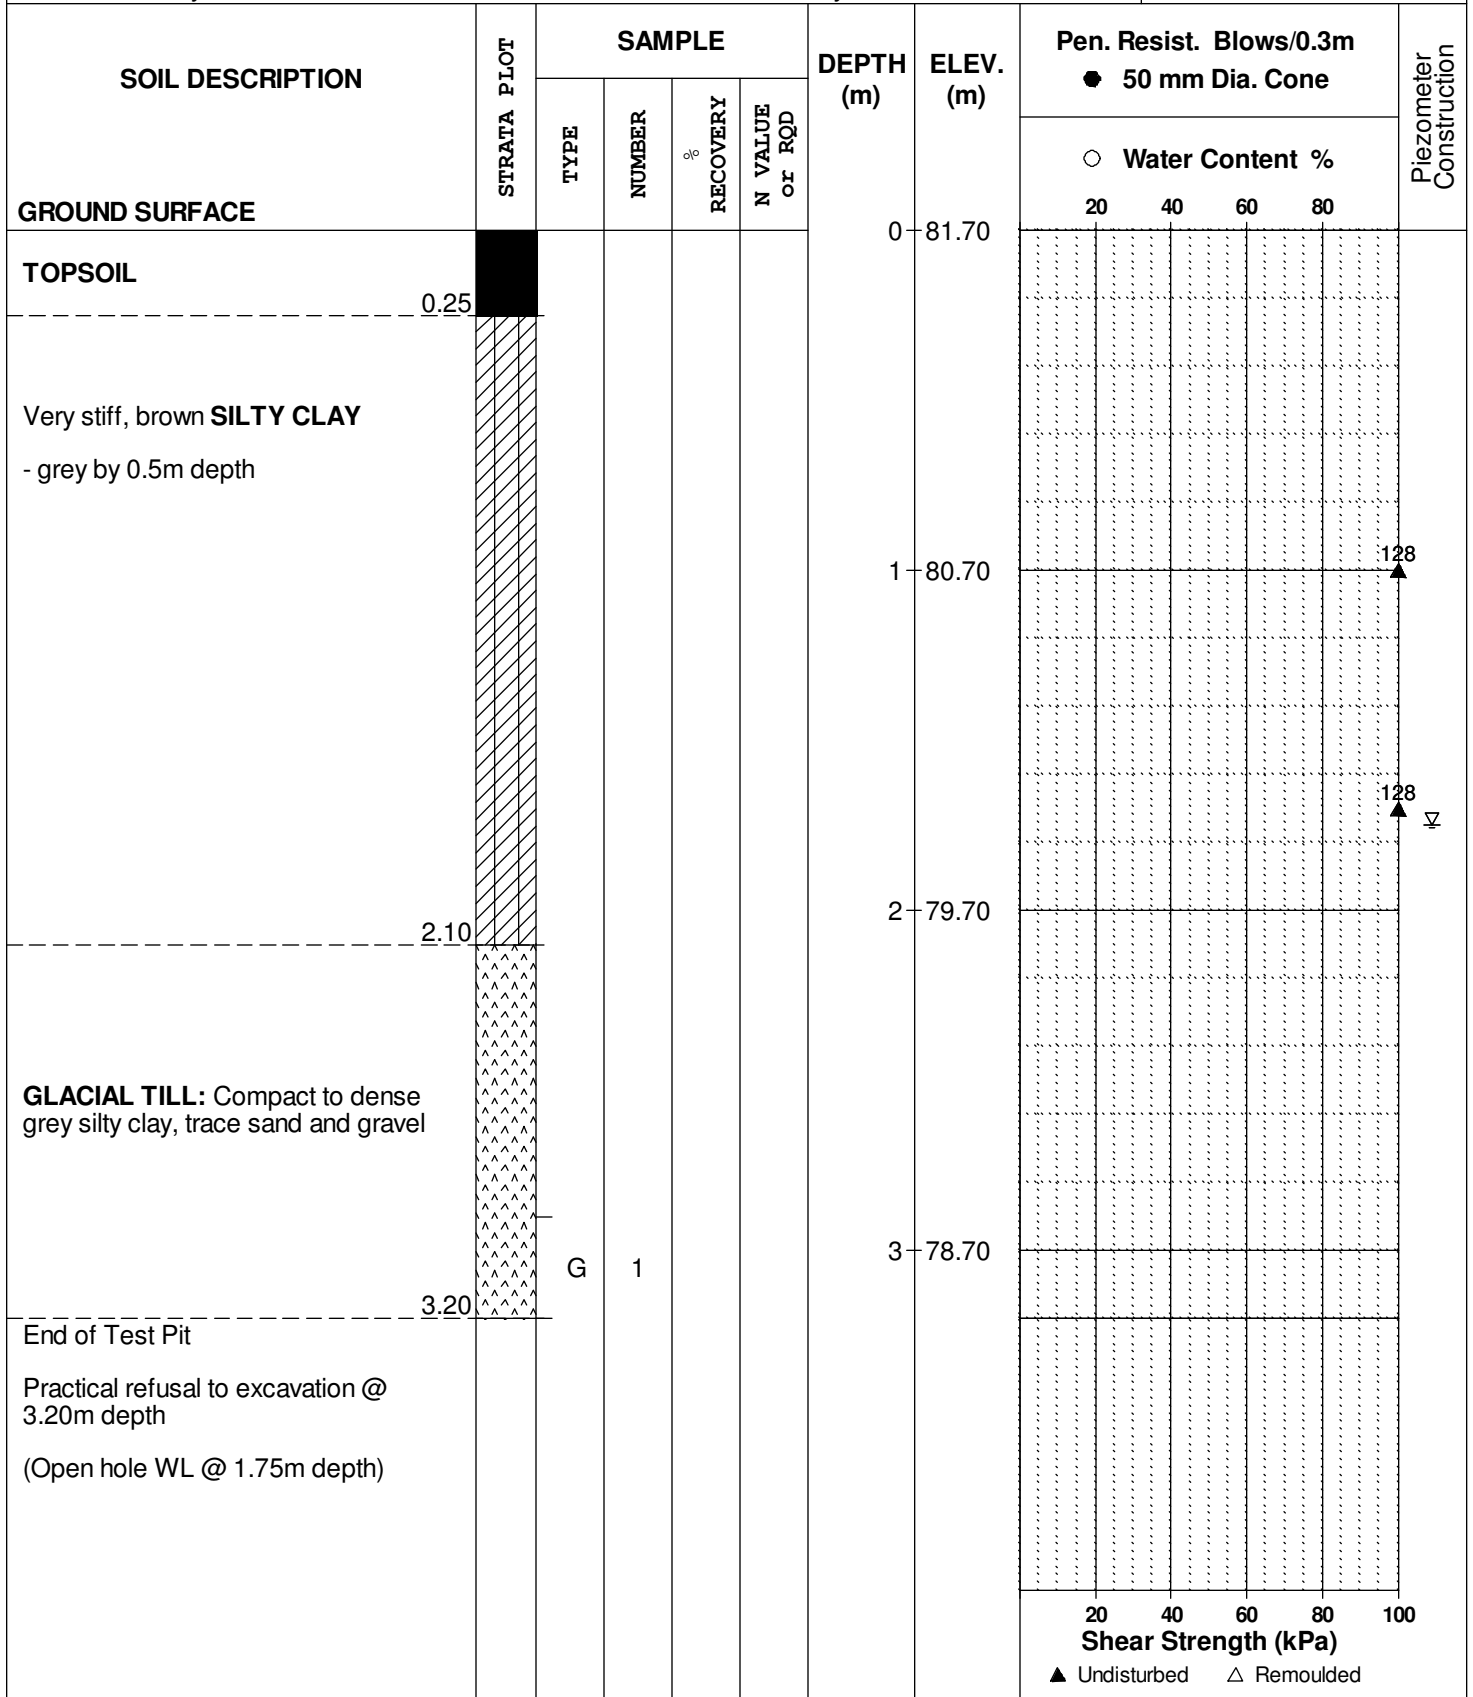 SOIL DESCRIPTION
GROUND SURFACE
STRATA PLOT
SAMPLE
TYPE
NUMBER
%
RECOVERY
N VALUE
or RQD
DEPTH
(m)
ELEV.
(m)
Pen. Resist. Blows/0.3m
● 50 mm Dia. Cone
○ Water Content %
20 40 60 80
Piezometer
Construction
0 81.70
TOPSOIL
0.25
Very stiff, brown SILTY CLAY
- grey by 0.5m depth
128
1 80.70
128
2 79.70
2.10
GLACIAL TILL: Compact to dense
grey silty clay, trace sand and gravel
3 78.70
G 1
3.20
End of Test Pit
Practical refusal to excavation @
3.20m depth
(Open hole WL @ 1.75m depth)
20 40 60 80 100
Shear Strength (kPa)
▲ Undisturbed △ Remoulded